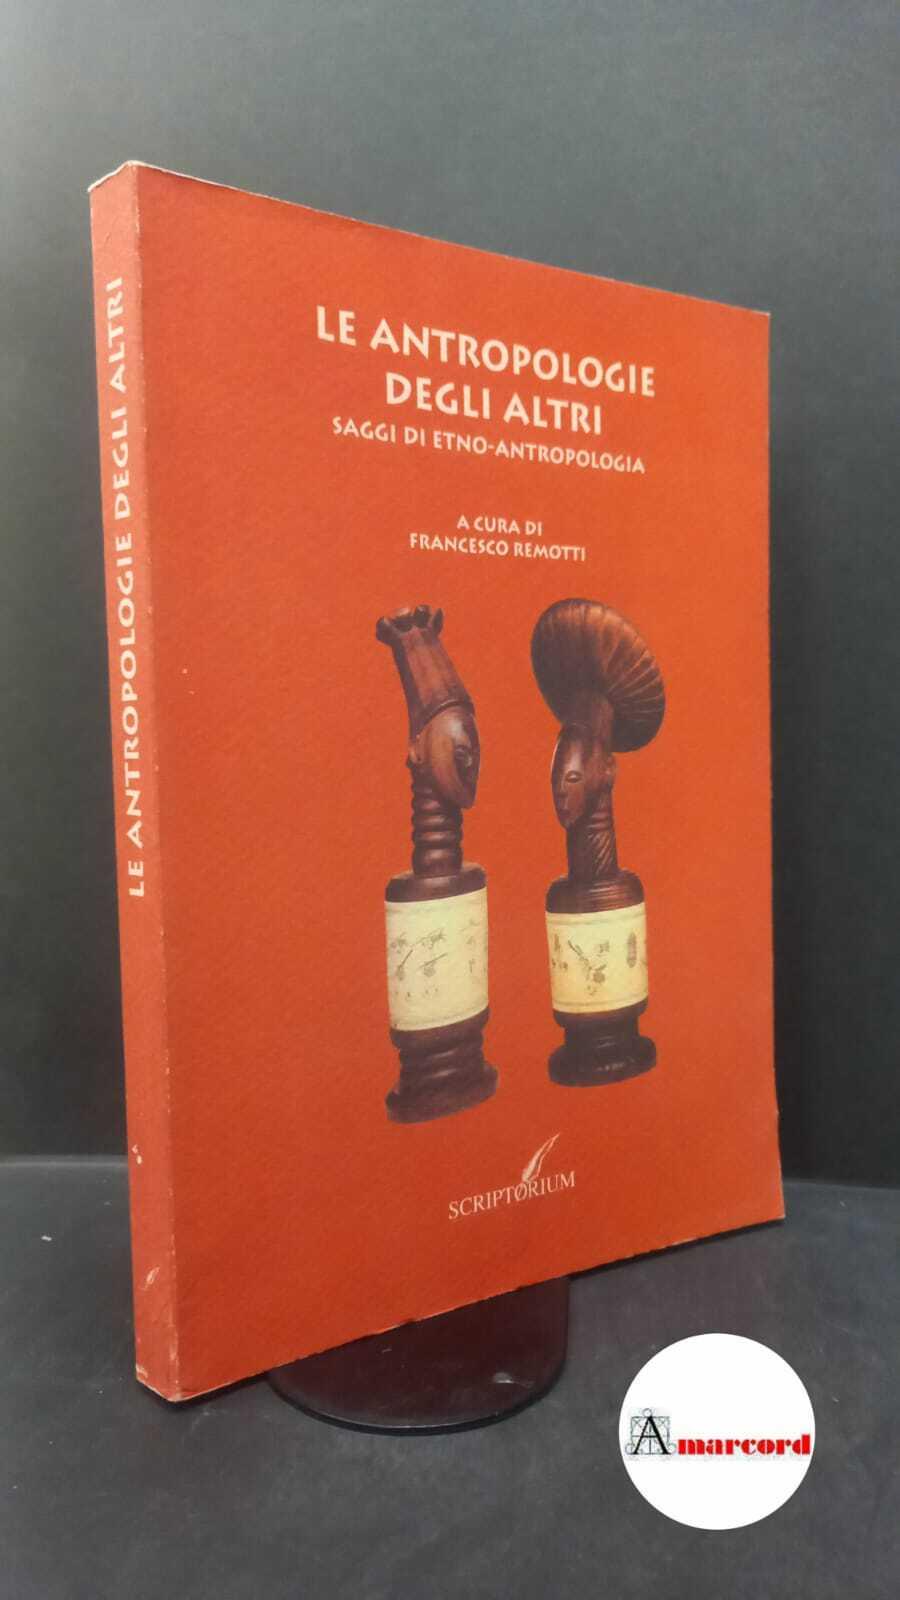 LE ANTROPOLOGIE DEGLI ALTRI
LE ANTROPOLOGIE
DEGLI ALTRI
SAGGI DI ETNO-ANTROPOLOGIA
A CURA DI
FRANCESCO REMOTTI
SCRIPTORIUM
Amarcord